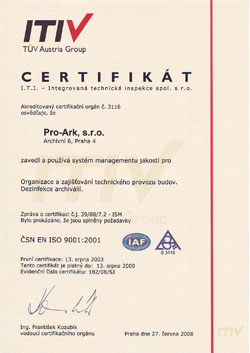 ITIV
TÜV Austria Group
CERTIFIKÁT
I.T.I. – Integrovaná technická inspekce spol. s r.o.
Akreditovaný certifikační orgán č. 3116
osvědčuje, že
Pro-Ark, s.r.o.
Archivní 6, Praha 4
zavedl a používá systém managementu jakosti pro
Organizace a zajišťování technického provozu budov.
Dezinfekce archiválií.
Zpráva o certifikaci č.j. 39/08/7.2 - ISM
Bylo prokázáno, že jsou splněny požadavky
ČSN EN ISO 9001:2001
IAF
S 3116
První certifikace: 13. srpna 2003
Tento certifikát je platný do: 13. srpna 2009
Evidenční číslo certifikátu: 182/08/SJ
Ing. František Kozubík
vedoucí certifikačního orgánu
Praha dne 27. června 2008